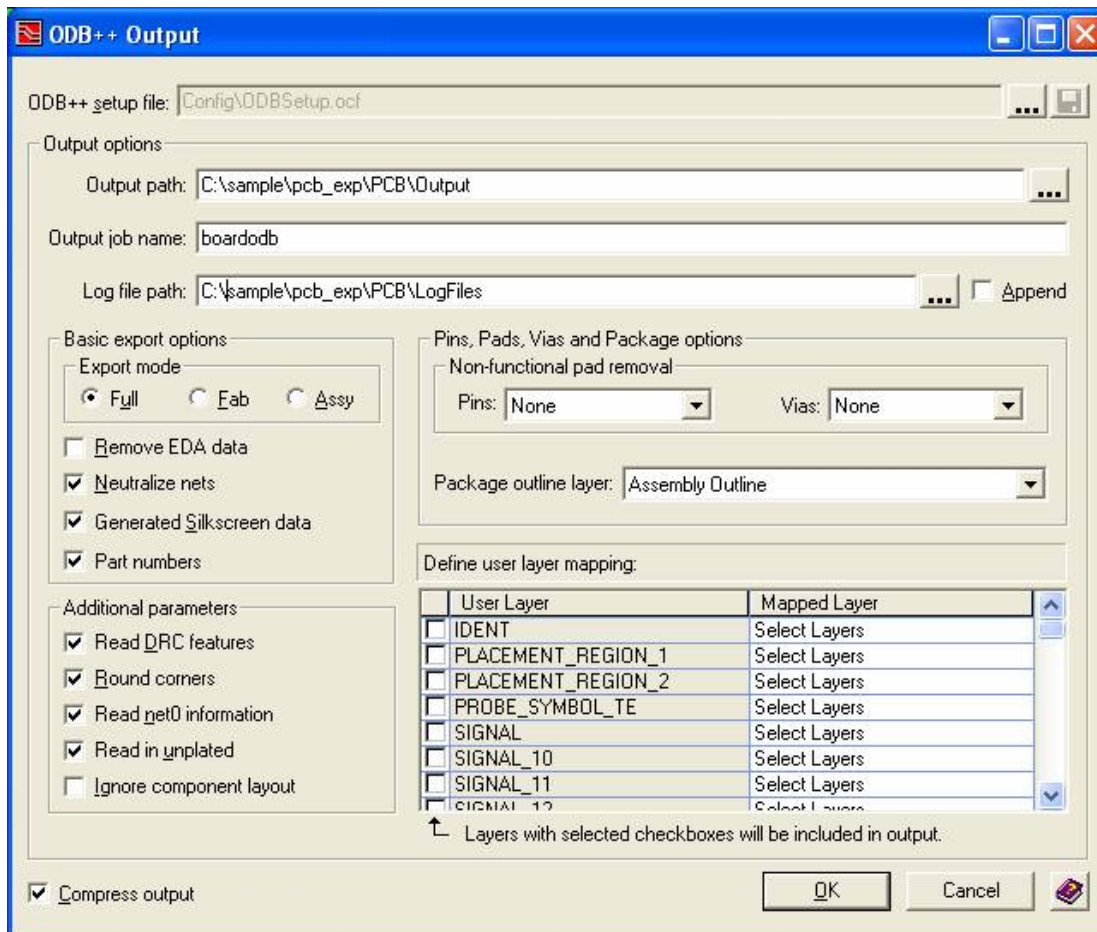 ODB++ Output
ODB++ setup file: Config\ODBSetup.ocf ...
Output options
Output path: C:\sample\pcb_exp\PCB\Output ...
Output job name: boardodb
Log file path: C:\sample\pcb_exp\PCB\LogFiles ... Append
Basic export options
Export mode
Full Fab Assy
Remove EDA data
Neutralize nets
Generated Silkscreen data
Part numbers
Additional parameters
Read DRC features
Round corners
Read net0 information
Read in unplated
Ignore component layout
Pins, Pads, Vias and Package options
Non-functional pad removal
Pins: None Vias: None
Package outline layer: Assembly Outline
Define user layer mapping:
User Layer Mapped Layer
IDENT Select Layers
PLACEMENT_REGION_1 Select Layers
PLACEMENT_REGION_2 Select Layers
PROBE_SYMBOL_TE Select Layers
SIGNAL Select Layers
SIGNAL_10 Select Layers
SIGNAL_11 Select Layers
SIGNAL_12 Select Layers
Layers with selected checkboxes will be included in output.
Compress output OK Cancel